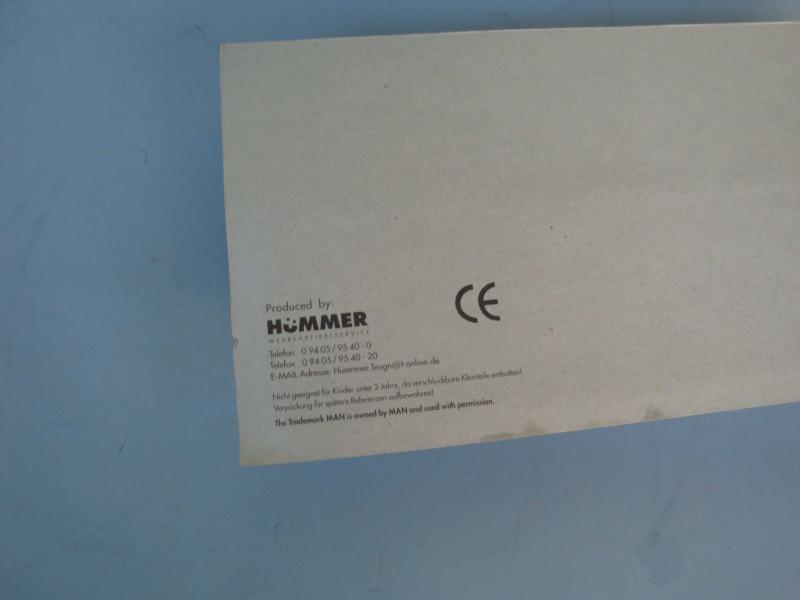 Produced by:
HÜMMER
WERBEARTIKELSERVICE
Telefon 0 94 05 / 95 40 - 0
Telefax 0 94 05 / 95 40 - 20
E-MAIL Adresse: Huemmer.Teugn@t-online.de
Nicht geeignet für Kinder unter 3 Jahre, da verschluckbare Kleinteile enthalten!
Verpackung für spätere Referenzen aufbewahren!
The Trademark MAN is owned by MAN and used with permission.
CE